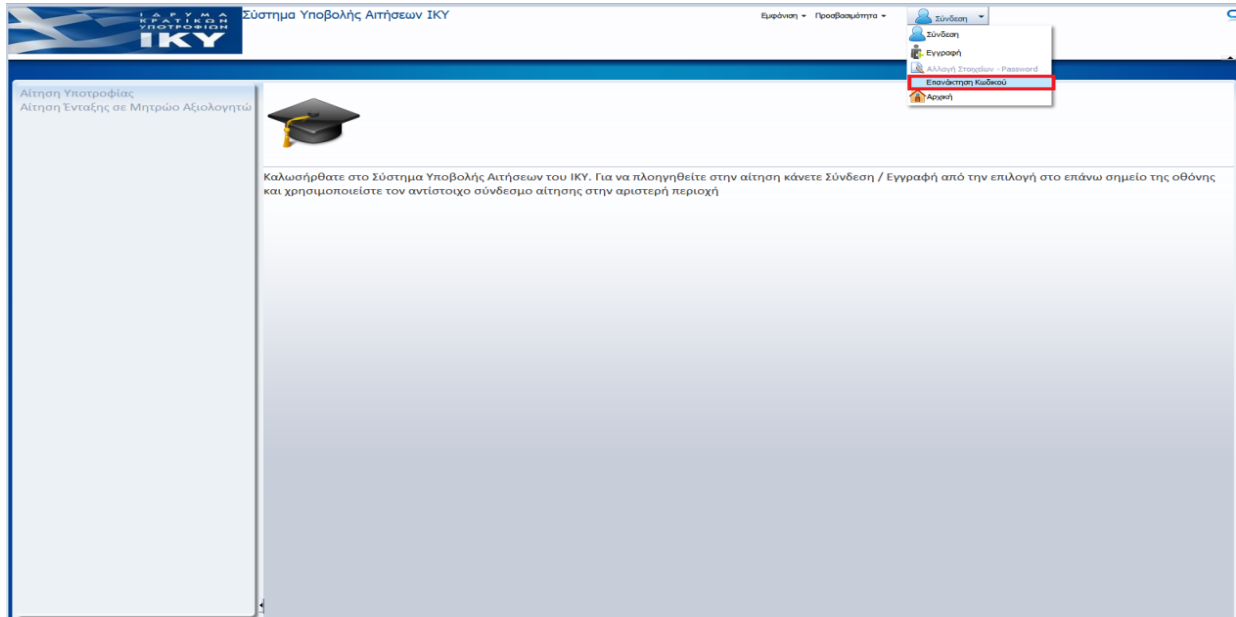 ΙΔΡΥΜΑ
ΚΡΑΤΙΚΩΝ
ΥΠΟΤΡΟΦΙΩΝ
ΙΚΥ
Σύστημα Υποβολής Αιτήσεων ΙΚΥ
Εμφάνιση
Προσβασιμότητα
Σύνδεση
Σύνδεση
Εγγραφή
Αλλαγή Στοιχείων - Password
Επανάκτηση Κωδικού
Αρχική
Αίτηση Υποτροφίας
Αίτηση Ένταξης σε Μητρώο Αξιολογητώ
Καλωσήρθατε στο Σύστημα Υποβολής Αιτήσεων του ΙΚΥ. Για να πλοηγηθείτε στην αίτηση κάνετε Σύνδεση / Εγγραφή από την επιλογή στο επάνω σημείο της οθόνης
και χρησιμοποιείστε τον αντίστοιχο σύνδεσμο αίτησης στην αριστερή περιοχή